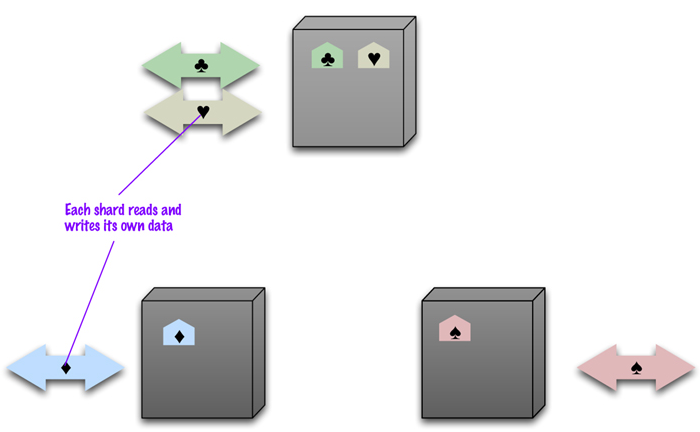 Each shard reads and
writes its own data